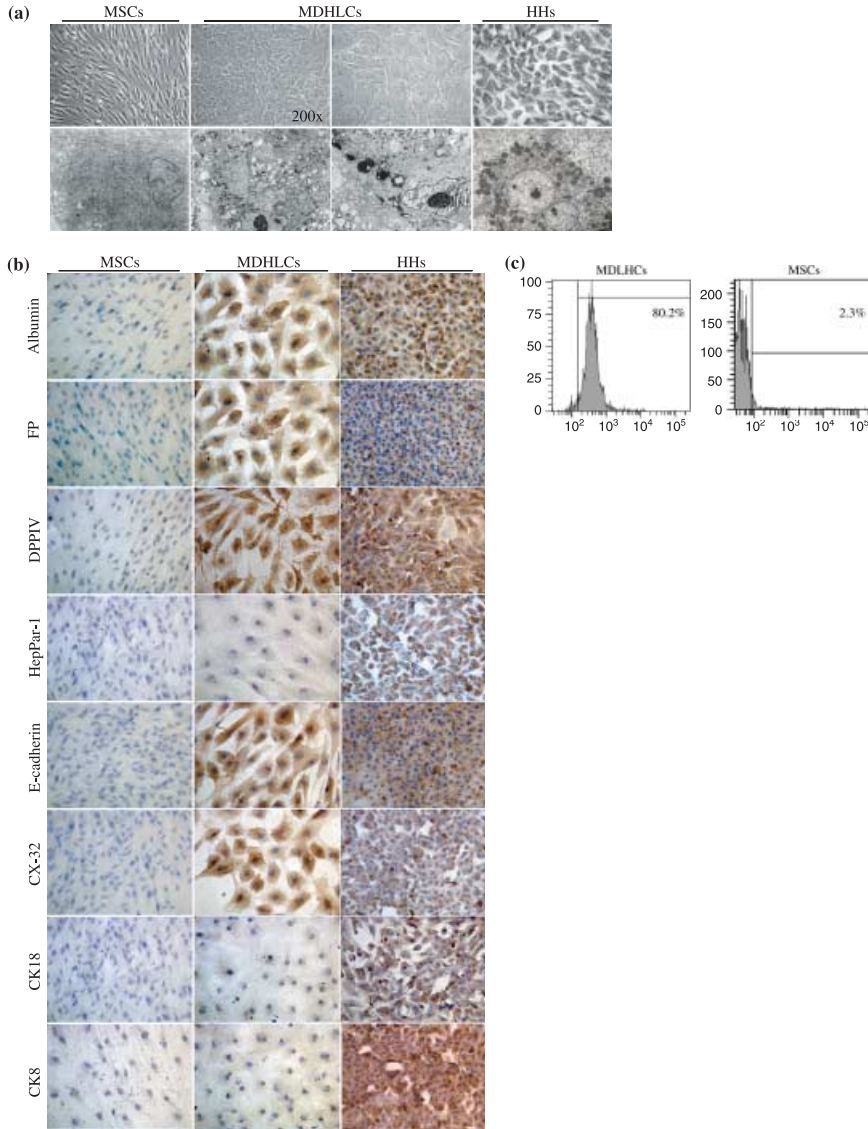 (a)
MSCs MDHLCs HHs
200x
(b)
MSCs MDHLCs HHs
Albumin
FP
DPPIV
HepPar-1
E-cadherin
CX-32
CK18
CK8
(c)
MDLHCs
80.2%
100
75
50
25
0
10² 10³ 10⁴ 10⁵
MSCs
2.3%
200
150
100
50
0
10² 10³ 10⁴ 10⁵